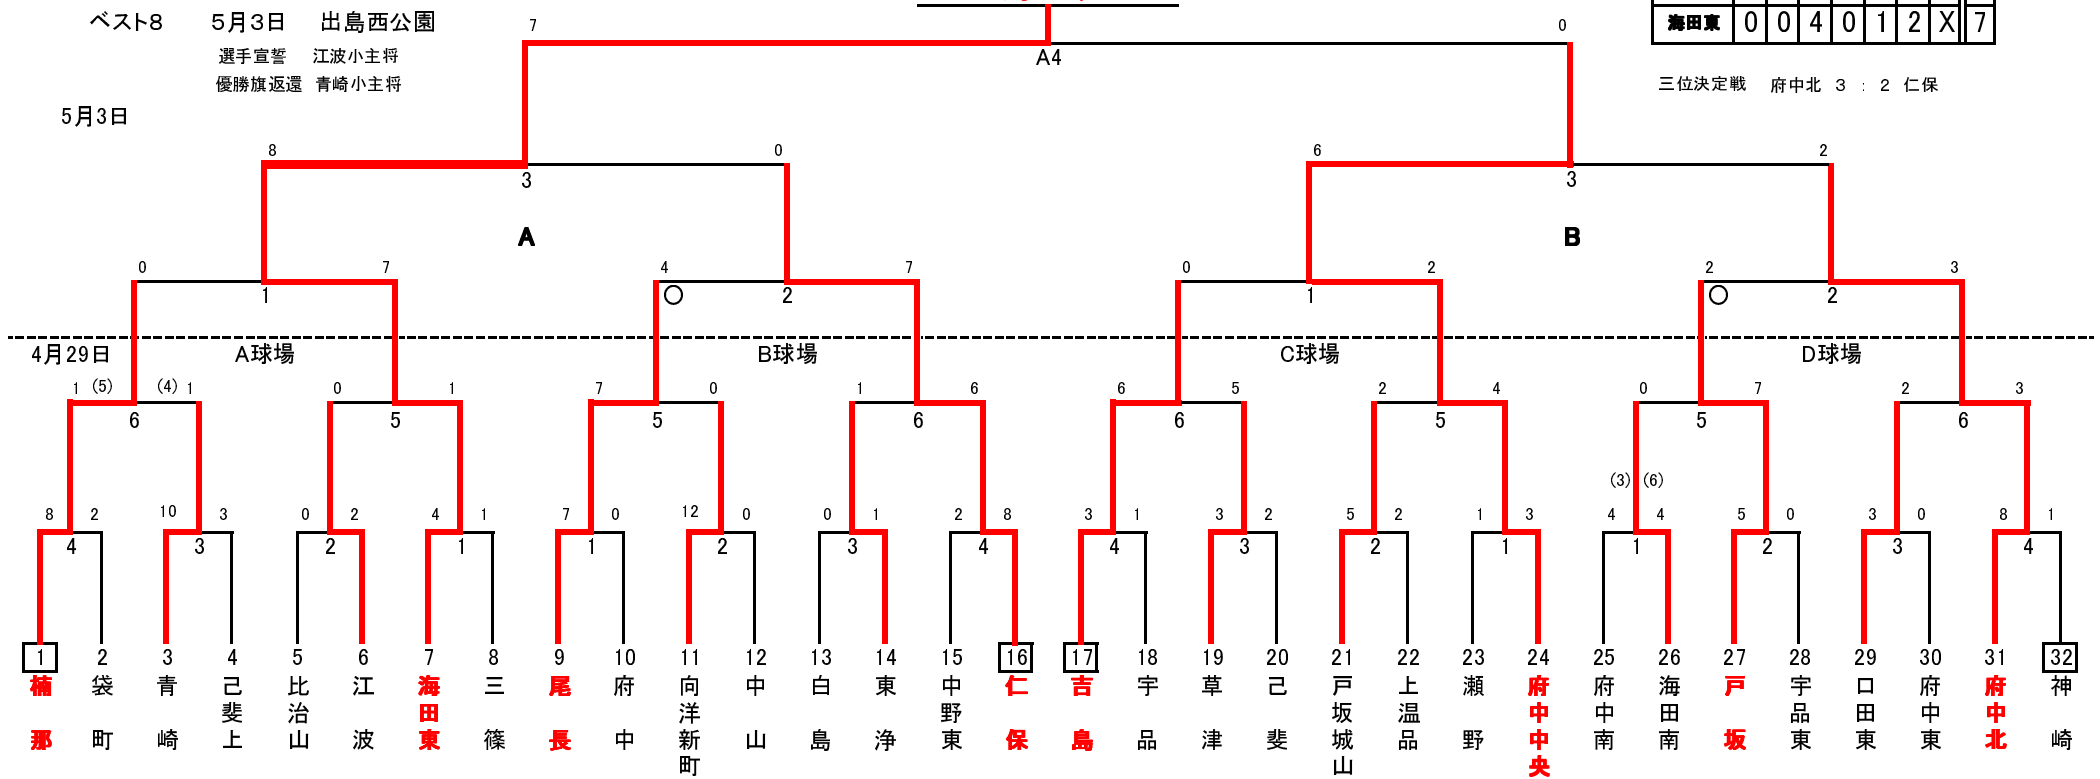 ベスト8 5月3日 出島西公園
選手宣誓 江波小主将
優勝旗返還 青崎小主将
海田東 0 0 4 0 1 2 X 7
三位決定戦 府中北 3 : 2 仁保
7 0
A4
5月3日
8 0 6 2
3 3
A B
0 7 4 7 0 2 2 3
1 ○ 2 1 ○ 2
4月29日 A球場 B球場 C球場 D球場
1 (5) (4) 1 0 1 7 0 1 6 6 5 2 4 0 7 2 3
6 5 5 6 6 5 5 6
(3) (6)
8 2 10 3 0 2 4 1 7 0 12 0 0 1 2 8 3 1 3 2 5 2 1 3 4 4 5 0 3 0 8 1
4 3 2 1 1 2 3 4 4 3 2 1 1 2 3 4
1 2 3 4 5 6 7 8 9 10 11 12 13 14 15 16 17 18 19 20 21 22 23 24 25 26 27 28 29 30 31 32
楠那 袋町 青崎 己斐上 比治山 江波 海田東 三篠 尾長 府中 向洋新町 中山 白島 東浄 中野東 仁保 吉島 宇品 草津 己斐 戸坂城山 上温品 瀬野 府中中央 府中南 海田南 戸坂 宇品東 口田東 府中東 府中北 神崎